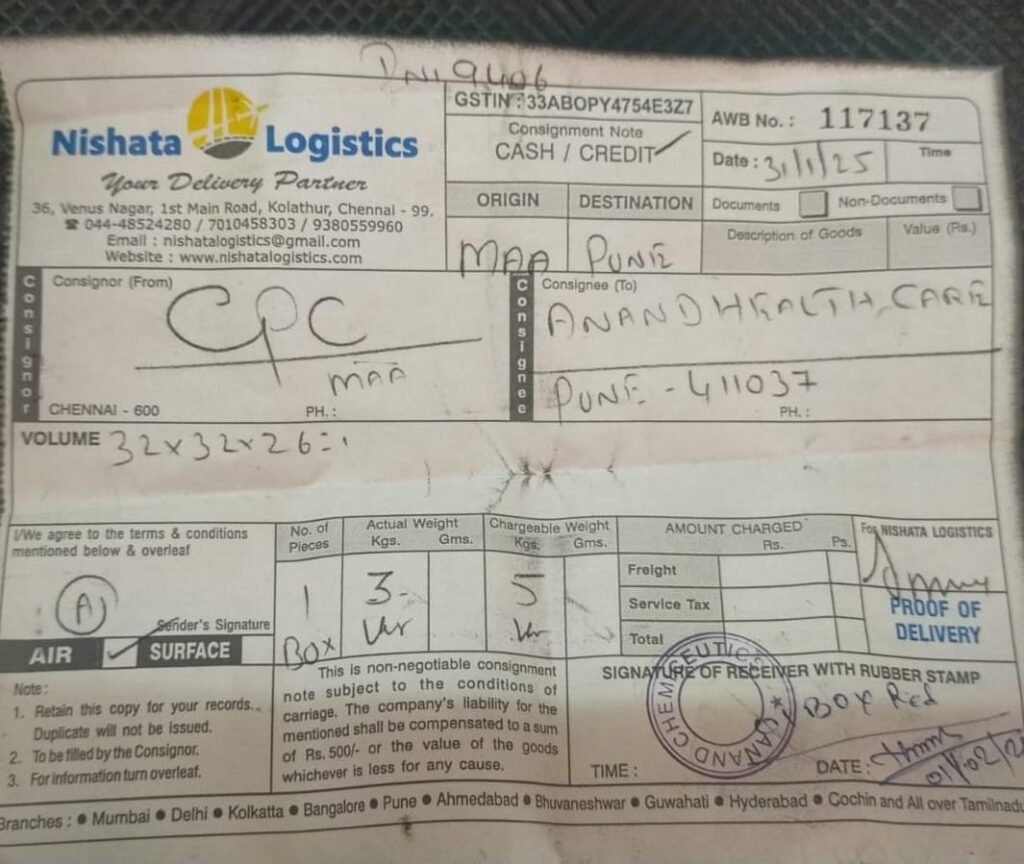 DN, 9406
Nishata Logistics
Your Delivery Partner
36, Venus Nagar, 1st Main Road, Kolathur, Chennai - 99.
☎ 044-48524280 / 7010458303 / 9380559960
Email : nishatalogistics@gmail.com
Website : www.nishatalogistics.com
GSTIN : 33ABOPY4754E3Z7
Consignment Note
CASH / CREDIT ✓
AWB No. : 117137
Date : 31/1/25 Time
ORIGIN DESTINATION
MAA PUNE
Documents Non-Documents
Description of Goods Value (Rs.)
Consignor
Consignor (From)
CPC
MAA
CHENNAI - 600 PH. :
Consignee
Consignee (To)
ANAND HEALTH CARE
PUNE - 411037
PH. :
VOLUME 32x32x26=1
I/We agree to the terms & conditions
mentioned below & overleaf
AJ
Sender's Signature
AIR ✓ SURFACE
No. of Pieces
1
BOX
Actual Weight
Kgs. Gms.
3
Chargeable Weight
Kgs. Gms.
5
AMOUNT CHARGED
Rs. Ps.
Freight
Service Tax
Total
For NISHATA LOGISTICS
PROOF OF
DELIVERY
Note :
1. Retain this copy for your records.
Duplicate will not be issued.
2. To be filled by the Consignor.
3. For information turn overleaf.
This is non-negotiable consignment
note subject to the conditions of
carriage. The company's liability for the
mentioned shall be compensated to a sum
of Rs. 500/- or the value of the goods
whichever is less for any cause.
SIGNATURE OF RECEIVER WITH RUBBER STAMP
ANAND CHEMICEUTICS
BOX Red
TIME : DATE :
01/02/2
Branches : ● Mumbai ● Delhi ● Kolkatta ● Bangalore ● Pune ● Ahmedabad ● Bhuvaneshwar ● Guwahati ● Hyderabad ● Cochin and All over Tamilnadu